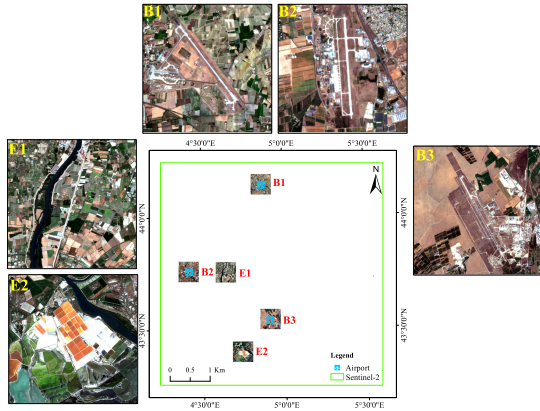 B1
B2
4°30'0"E
5°0'0"E
5°30'0"E
E1
B3
N
B1
44°0'0"N
44°0'0"N
B2
E1
E2
B3
43°30'0"N
43°30'0"N
E2
Legend
Airport
Sentinel-2
0 0.5 1 Km
4°30'0"E
5°0'0"E
5°30'0"E